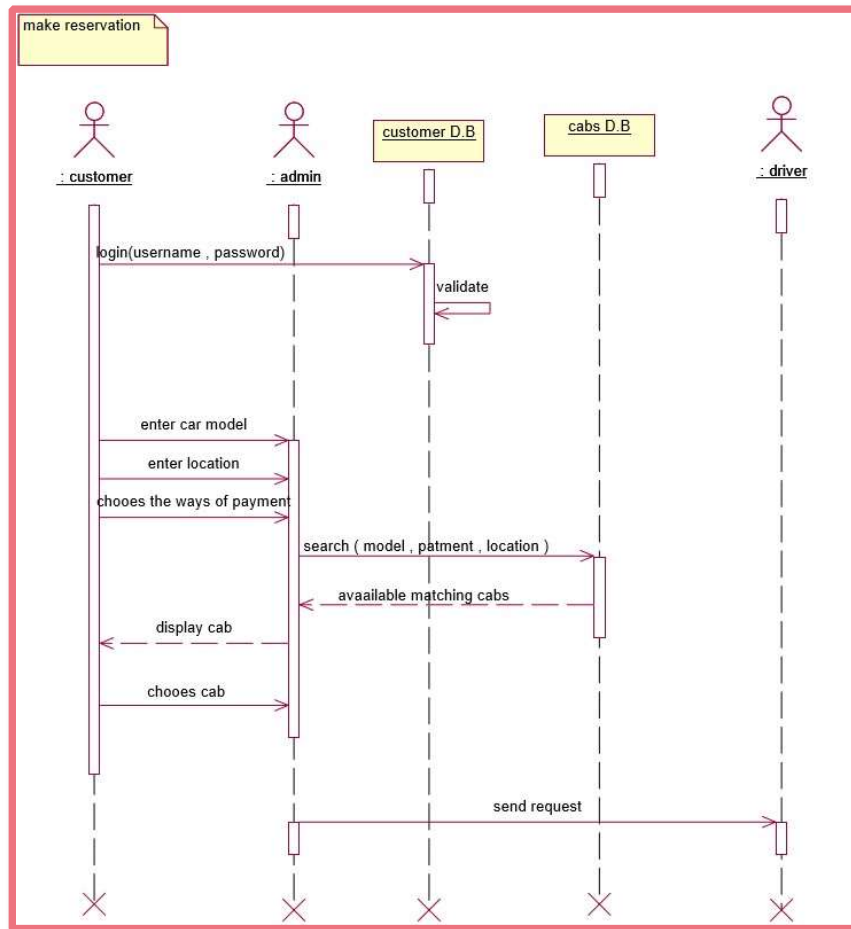 make reservation
: customer
: admin
customer D.B
cabs D.B
: driver
login(username , password)
validate
enter car model
enter location
chooes the ways of payment
search ( model , patment , location )
avaailable matching cabs
display cab
chooes cab
send request